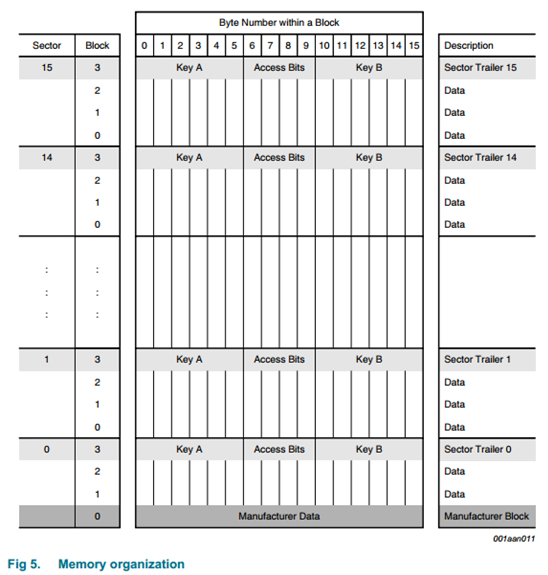 Byte Number within a Block
Sector Block 0 1 2 3 4 5 6 7 8 9 10 11 12 13 14 15 Description
15 3 Key A Access Bits Key B Sector Trailer 15
2 Data
1 Data
0 Data
14 3 Key A Access Bits Key B Sector Trailer 14
2 Data
1 Data
0 Data
: :
: :
: :
1 3 Key A Access Bits Key B Sector Trailer 1
2 Data
1 Data
0 Data
0 3 Key A Access Bits Key B Sector Trailer 0
2 Data
1 Data
0 Manufacturer Data Manufacturer Block
001aan011
Fig 5. Memory organization